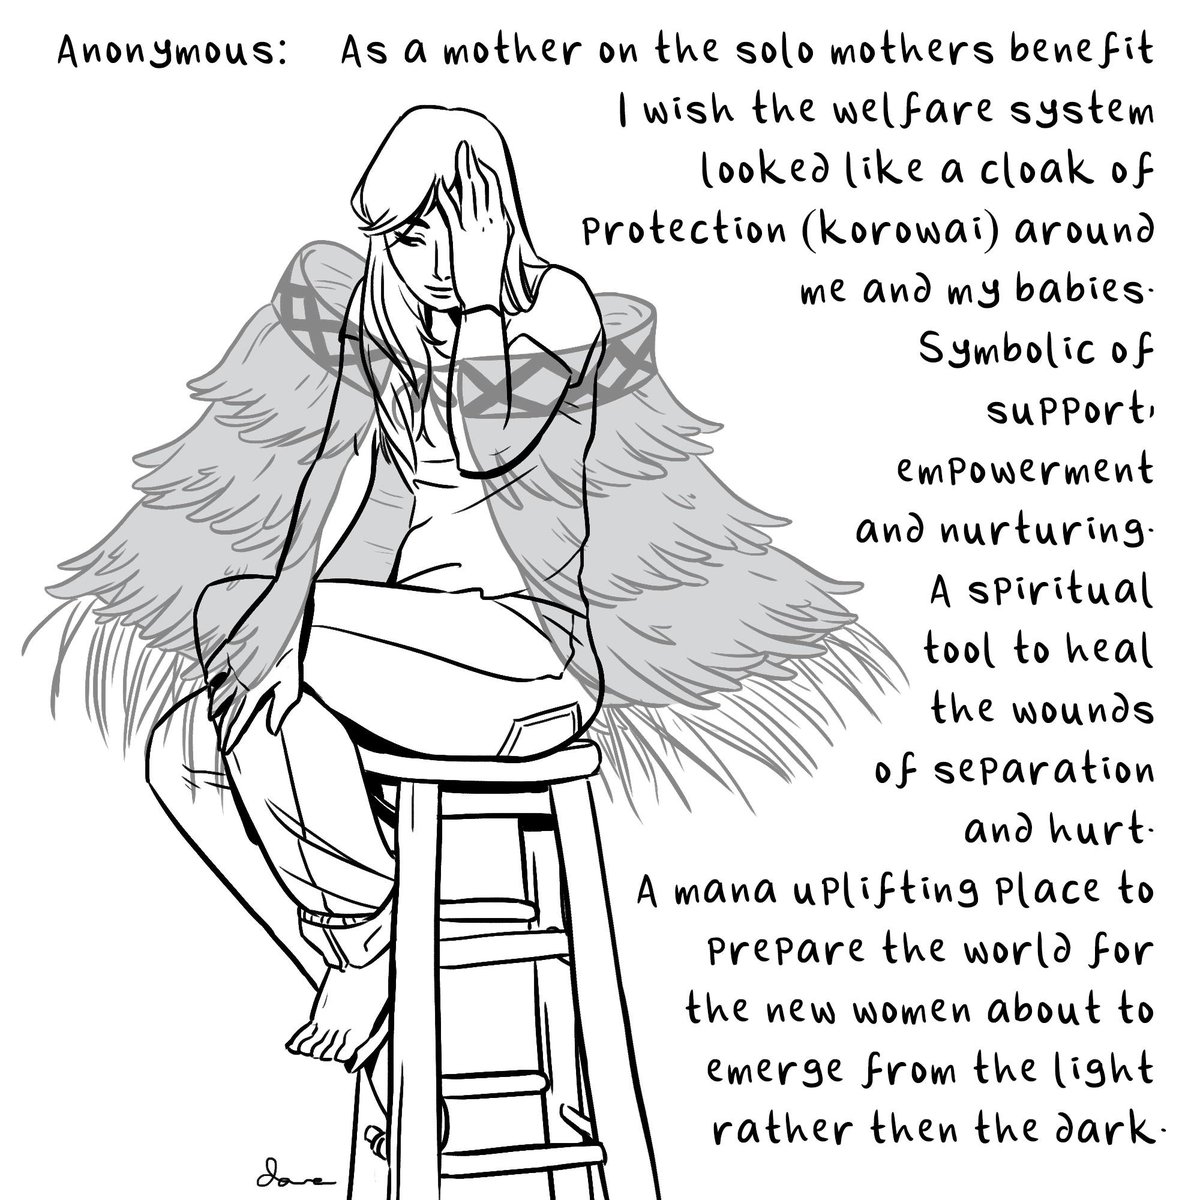 Anonymous: As a mother on the solo mothers benefit
I wish the welfare system
looked like a cloak of
protection (korowai) around
me and my babies.
Symbolic of
support,
empowerment
and nurturing.
A spiritual
tool to heal
the wounds
of separation
and hurt.
A mana uplifting place to
prepare the world for
the new women about to
emerge from the light
rather then the dark.